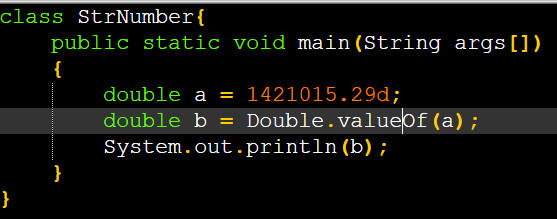 class StrNumber{
    public static void main(String args[])
    {
        double a = 1421015.29d;
        double b = Double.valueOf(a);
        System.out.println(b);
    }
}